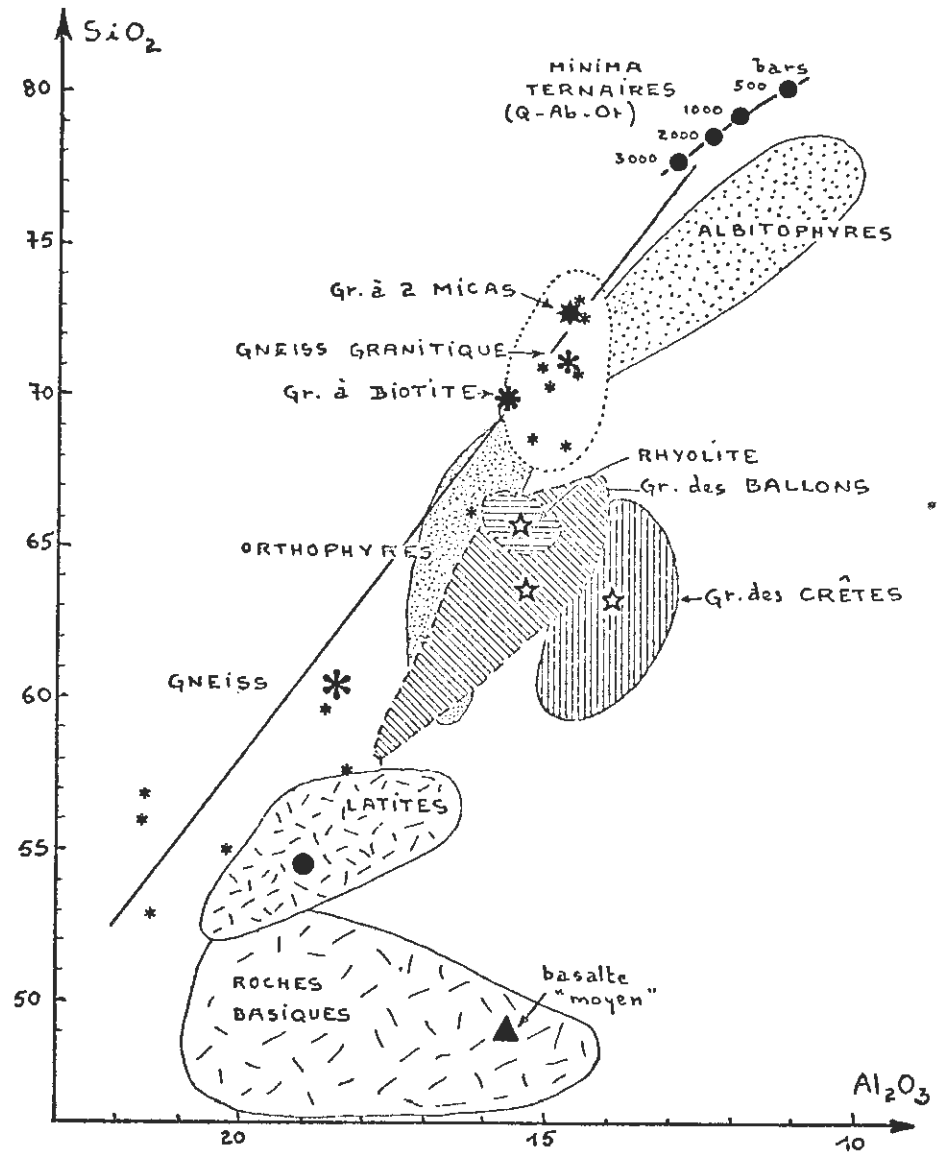 SiO₂
80
75
70
65
60
55
50
MINIMA
TERNAIRES
(Q-Ab-Or)
bars
500
1000
2000
3000
ALBITOPHYRES
Gr. à 2 MICAS
GNEISS GRANITIQUE
Gr. à BIOTITE
RHYOLITE
Gr. des BALLONS
ORTHOPHYRES
Gr. des CRÊTES
GNEISS
LATITES
ROCHES
BASIQUES
basalte
"moyen"
Al₂O₃
20
15
10